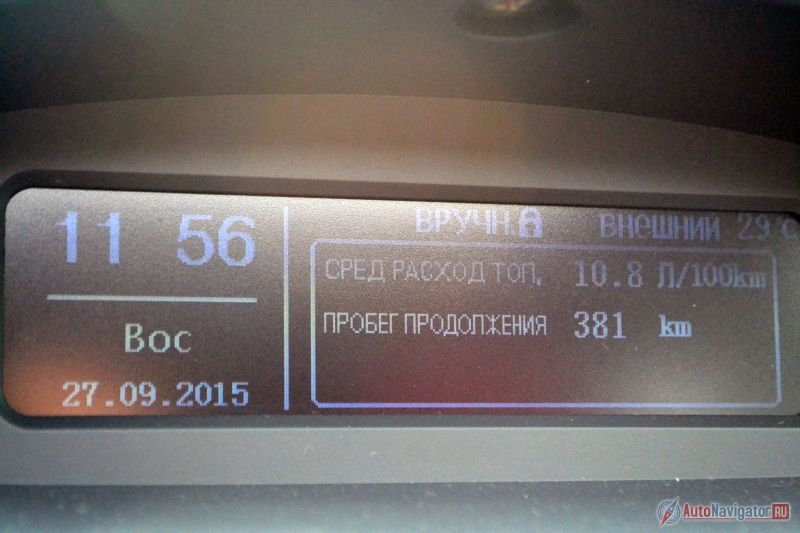 11 56
Вос
27.09.2015
ВРУЧН. ВНЕШНИЙ 29 C
СРЕД РАСХОД ТОП. 10.8 Л/100km
ПРОБЕГ ПРОДОЛЖЕНИЯ 381 km
AutoNavigator.RU